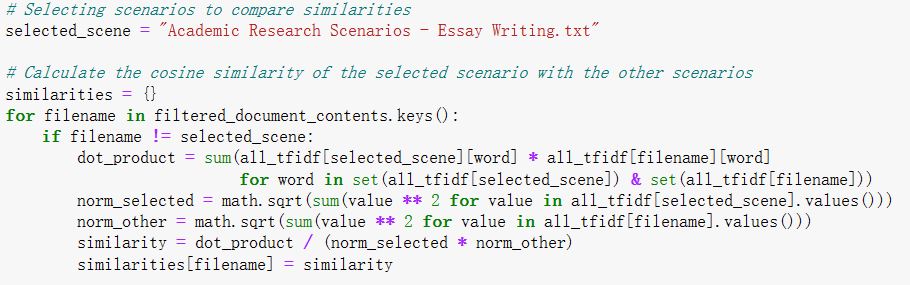 # Selecting scenarios to compare similarities
selected_scene = "Academic Research Scenarios - Essay Writing.txt"

# Calculate the cosine similarity of the selected scenario with the other scenarios
similarities = {}
for filename in filtered_document_contents.keys():
    if filename != selected_scene:
        dot_product = sum(all_tfidf[selected_scene][word] * all_tfidf[filename][word]
                          for word in set(all_tfidf[selected_scene]) & set(all_tfidf[filename]))
        norm_selected = math.sqrt(sum(value ** 2 for value in all_tfidf[selected_scene].values()))
        norm_other = math.sqrt(sum(value ** 2 for value in all_tfidf[filename].values()))
        similarity = dot_product / (norm_selected * norm_other)
        similarities[filename] = similarity